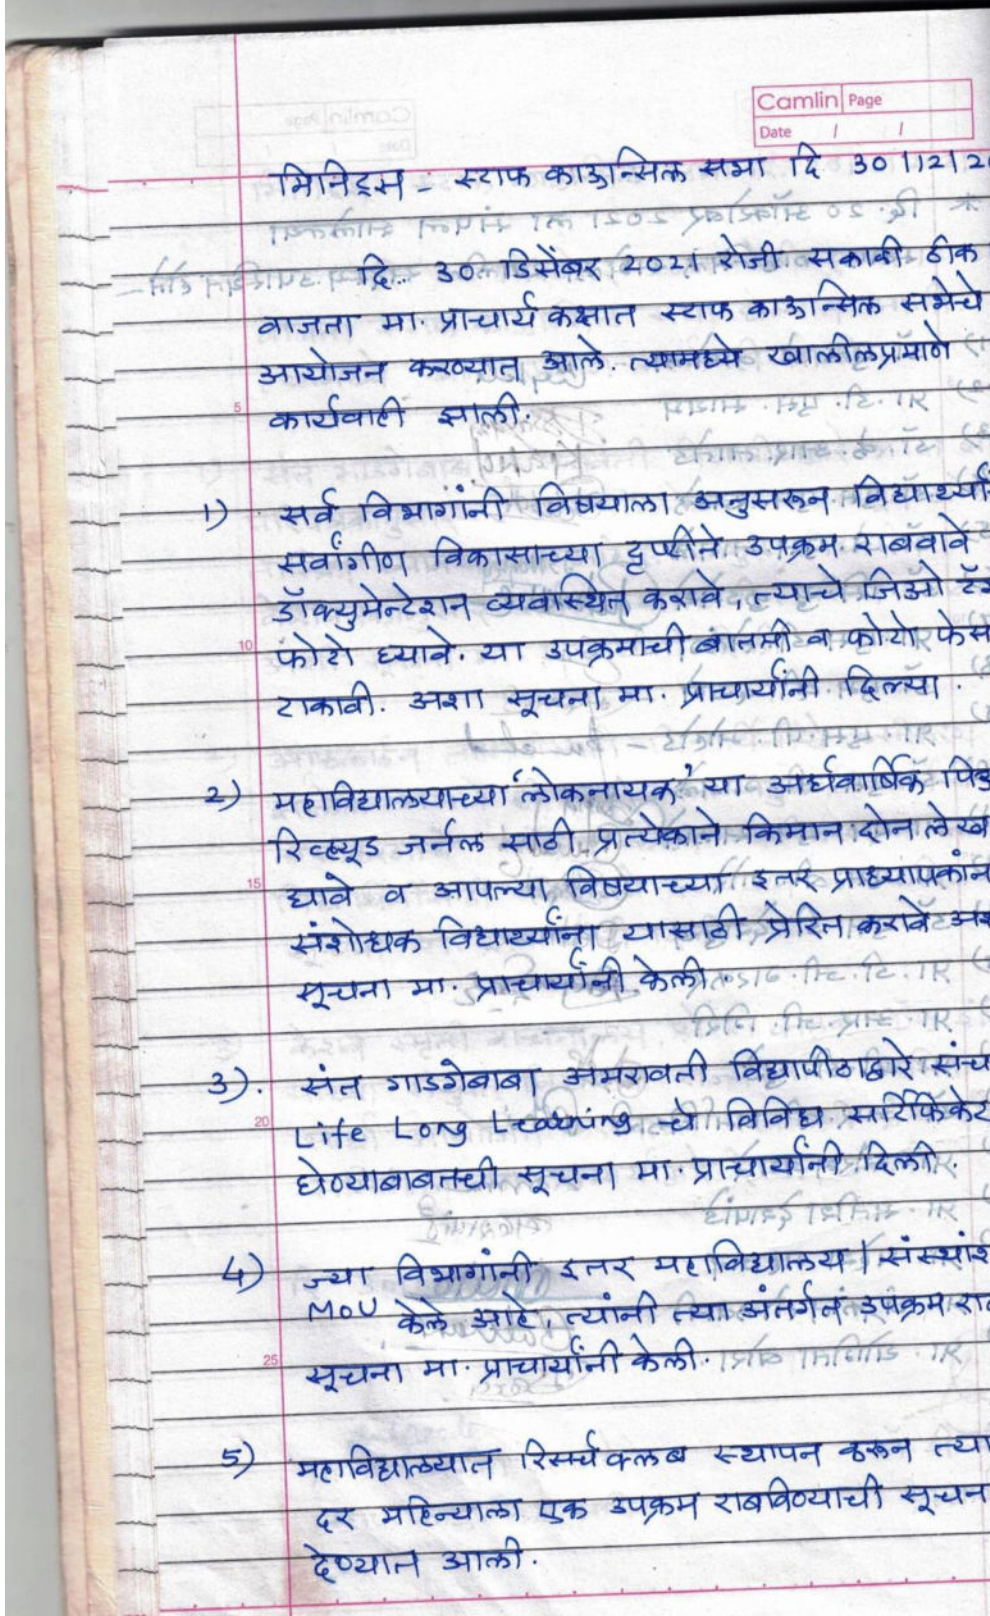 Camlin Page
Date / /
मिनिट्स - स्टाफ काऊन्सिल सभा दि 30|12|2
दि. 30 डिसेंबर 2021 रोजी सकाळी ठीक
वाजता मा. प्राचार्य कक्षात स्टाफ काऊन्सिल सभेचे
आयोजन करण्यात आले. त्यामध्ये खालीलप्रमाणे
5
कार्यवाही झाली.
1) सर्व विभागांनी विषयाला अनुसरून विद्यार्थ्यां
सर्वांगीण विकासाच्या दृष्टीने उपक्रम राबवावे
डॉक्युमेन्टेशन व्यवस्थित करावे, त्याचे जिओ टॅ
10
फोटो घ्यावे. या उपक्रमाची बातमी व फोटो फेस
टाकावी. अशा सूचना मा. प्राचार्यांनी दिल्या.
2) महाविद्यालयाच्या 'लोकनायक' या अर्धवार्षिक पिअ
रिव्ह्यूड जर्नल साठी प्रत्येकाने किमान दोन लेख
15
द्यावे व आपल्या विषयाच्या इतर प्राध्यापकांन
संशोधक विद्यार्थ्यांना यासाठी प्रेरित करावे अश
सूचना मा. प्राचार्यांनी केली.
3). संत गाडगेबाबा अमरावती विद्यापीठाद्वारे संच
20
Life Long Learning चे विविध सर्टिफिकेट
घेण्याबाबतची सूचना मा. प्राचार्यांनी दिली.
4) ज्या विभागांनी इतर महाविद्यालय | संस्थांश
MoU केले आहे, त्यांनी त्या अंतर्गत उपक्रम रा
25
सूचना मा. प्राचार्यांनी केली.
5) महाविद्यालयात रिसर्च क्लब स्थापन करून त्या
दर महिन्याला एक उपक्रम राबविण्याची सूचन
देण्यात आली.